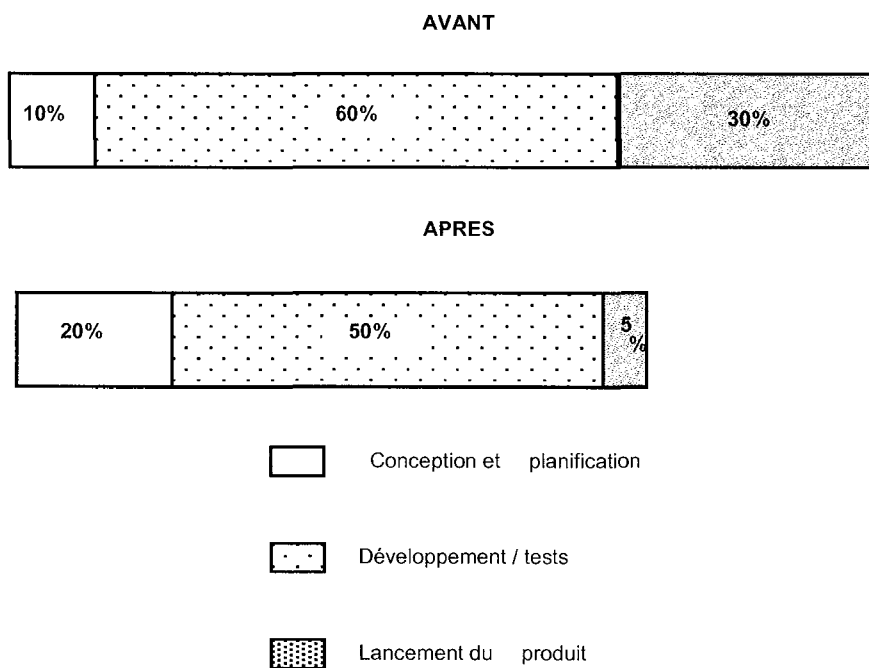 AVANT
10% 60% 30%
APRES
20% 50% 5
%
Conception et planification
Développement / tests
Lancement du produit